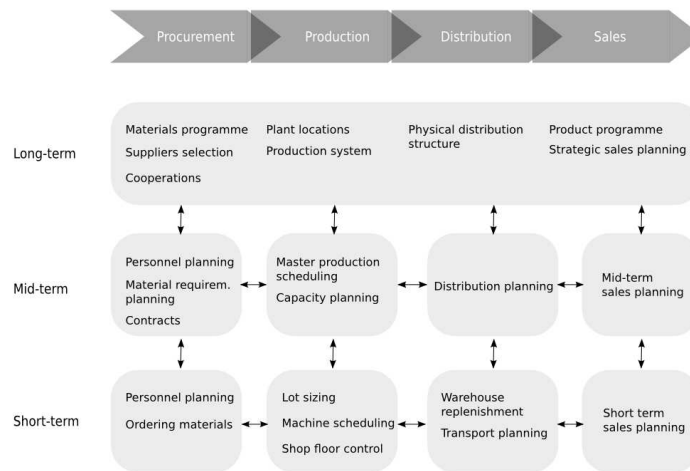 Procurement
Production
Distribution
Sales
Long-term
Materials programme
Suppliers selection
Cooperations
Plant locations
Production system
Physical distribution
structure
Product programme
Strategic sales planning
Mid-term
Personnel planning
Material requirem.
planning
Contracts
Master production
scheduling
Capacity planning
Distribution planning
Mid-term
sales planning
Short-term
Personnel planning
Ordering materials
Lot sizing
Machine scheduling
Shop floor control
Warehouse
replenishment
Transport planning
Short term
sales planning